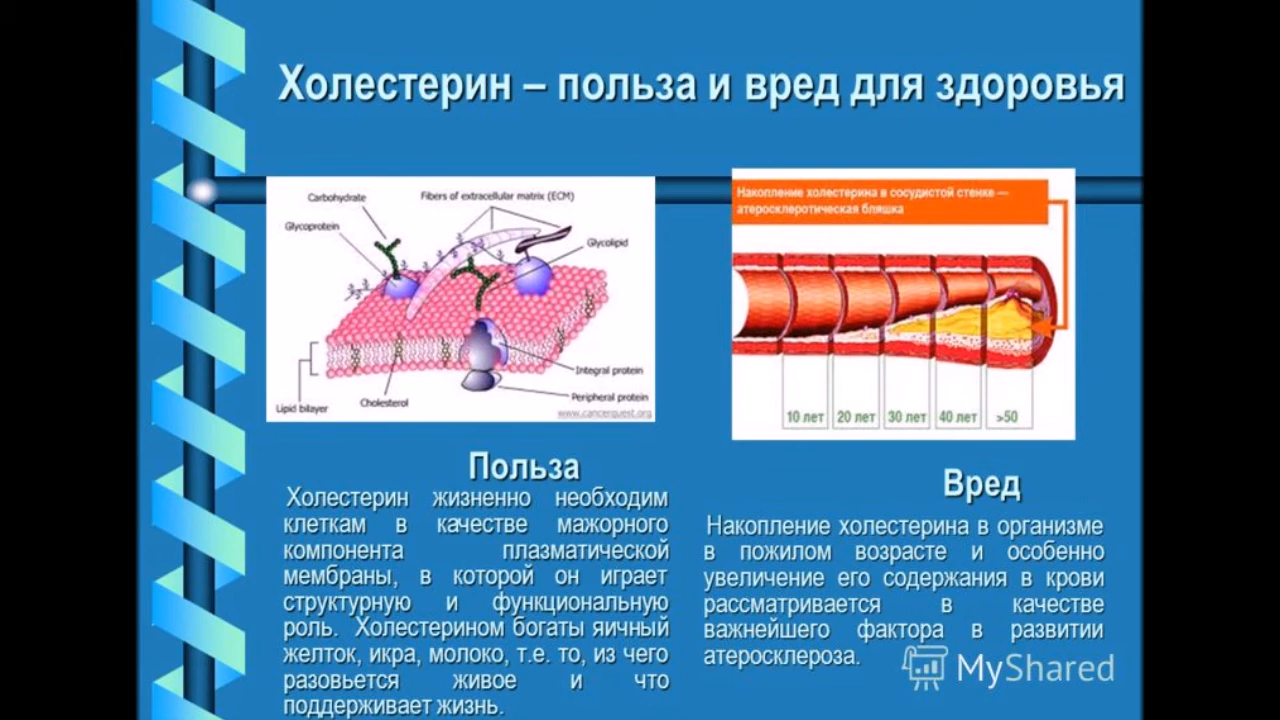 Холестерин – польза и вред для здоровья
Carbohydrate
Fibers of extracellular matrix (ECM)
Glycoprotein
Glycolipid
Integral protein
Peripheral protein
Cholesterol
Lipid bilayer
www.cancerquest.org
Накопление холестерина в сосудистой стенке —
атеросклеротическая бляшка
10 лет 20 лет 30 лет 40 лет >50
Польза
Холестерин жизненно необходим
клеткам в качестве мажорного
компонента плазматической
мембраны, в которой он играет
структурную и функциональную
роль. Холестерином богаты яичный
желток, икра, молоко, т.е. то, из чего
разовьется живое и что
поддерживает жизнь.
Вред
Накопление холестерина в организме
в пожилом возрасте и особенно
увеличение его содержания в крови
рассматривается в качестве
важнейшего фактора в развитии
атеросклероза.
MyShared